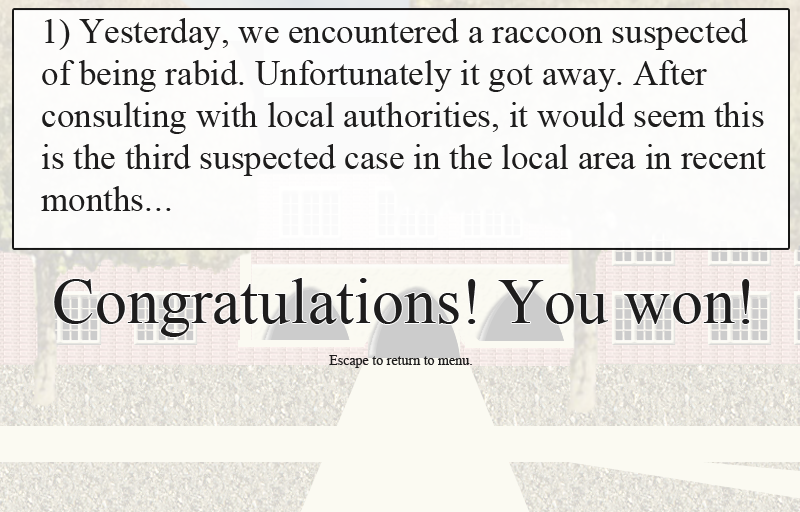 1) Yesterday, we encountered a raccoon suspected
of being rabid. Unfortunately it got away. After
consulting with local authorities, it would seem this
is the third suspected case in the local area in recent
months...
Congratulations! You won!
Escape to return to menu.